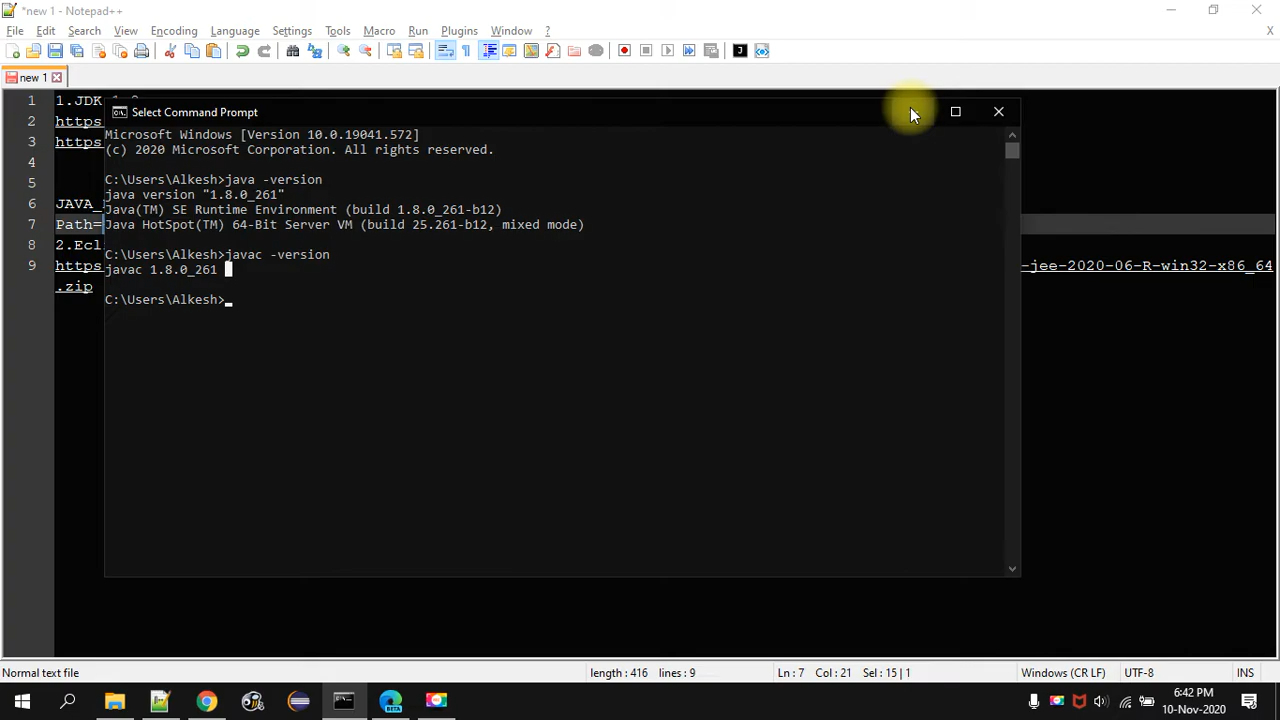 *new 1 - Notepad++
File Edit Search View Encoding Language Settings Tools Macro Run Plugins Window ? X
new 1
1 1.JDK
2 https
3 https
4
5
6 JAVA_
7 Path=
8 2.Ecl
9 https -jee-2020-06-R-win32-x86_64
.zip
Select Command Prompt
Microsoft Windows [Version 10.0.19041.572]
(c) 2020 Microsoft Corporation. All rights reserved.
C:\Users\Alkesh>java -version
java version "1.8.0_261"
Java(TM) SE Runtime Environment (build 1.8.0_261-b12)
Java HotSpot(TM) 64-Bit Server VM (build 25.261-b12, mixed mode)
C:\Users\Alkesh>javac -version
javac 1.8.0_261
C:\Users\Alkesh>_
Normal text file length : 416 lines : 9 Ln : 7 Col : 21 Sel : 15 | 1 Windows (CR LF) UTF-8 INS
BETA
6:42 PM
10-Nov-2020